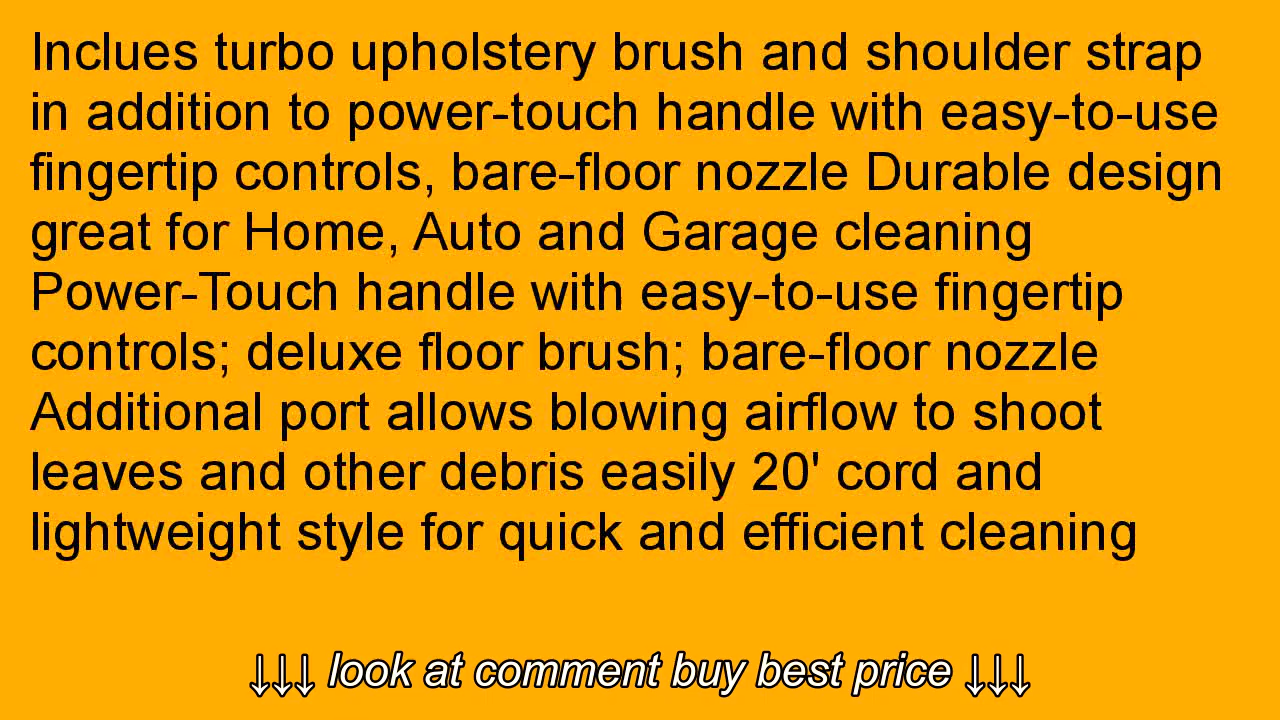 Inclues turbo upholstery brush and shoulder strap
in addition to power-touch handle with easy-to-use
fingertip controls, bare-floor nozzle Durable design
great for Home, Auto and Garage cleaning
Power-Touch handle with easy-to-use fingertip
controls; deluxe floor brush; bare-floor nozzle
Additional port allows blowing airflow to shoot
leaves and other debris easily 20' cord and
lightweight style for quick and efficient cleaning
↓↓↓ look at comment buy best price ↓↓↓